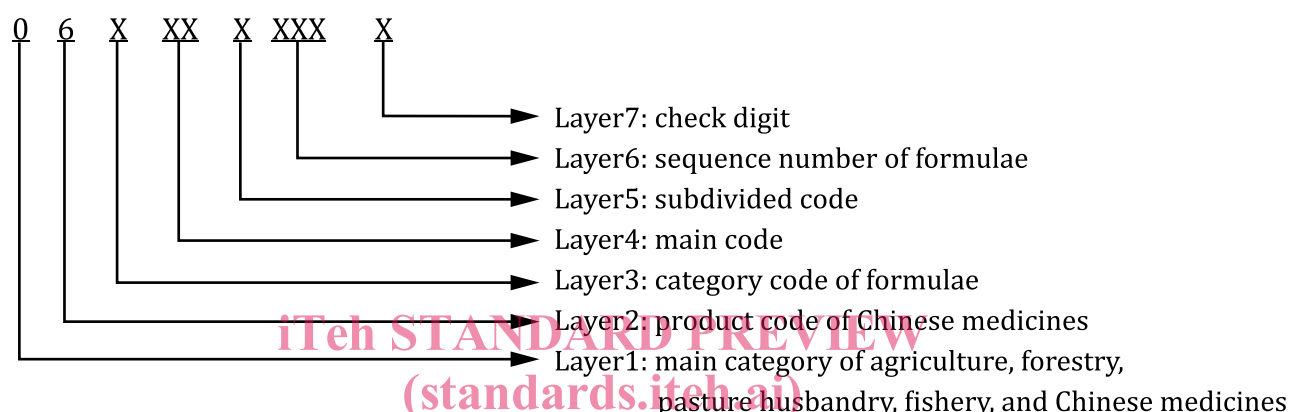 0 6 X XX X XXX X
Layer7: check digit
Layer6: sequence number of formulae
Layer5: subdivided code
Layer4: main code
Layer3: category code of formulae
Layer2: product code of Chinese medicines
iTeh STANDARD PREVIEW
Layer1: main category of agriculture, forestry,
(standards.iteh.ai)
pasture husbandry, fishery, and Chinese medicines